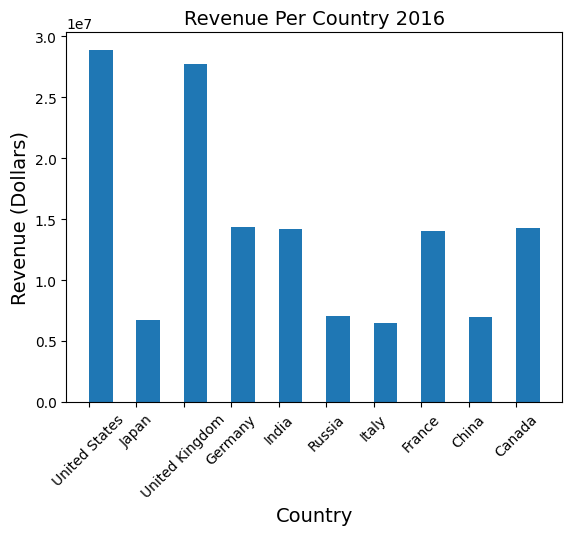 Revenue Per Country 2016
1e7
3.0
2.5
2.0
1.5
1.0
0.5
0.0
Revenue (Dollars)
United States
Japan
United Kingdom
Germany
India
Russia
Italy
France
China
Canada
Country